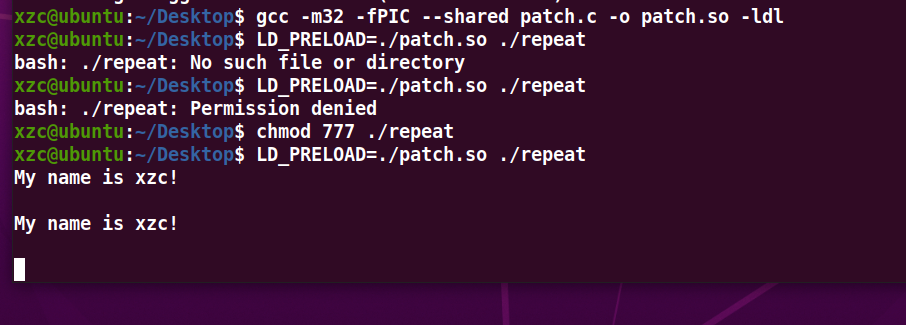 xzc@ubuntu:~/Desktop$ gcc -m32 -fPIC --shared patch.c -o patch.so -ldl
xzc@ubuntu:~/Desktop$ LD_PRELOAD=./patch.so ./repeat
bash: ./repeat: No such file or directory
xzc@ubuntu:~/Desktop$ LD_PRELOAD=./patch.so ./repeat
bash: ./repeat: Permission denied
xzc@ubuntu:~/Desktop$ chmod 777 ./repeat
xzc@ubuntu:~/Desktop$ LD_PRELOAD=./patch.so ./repeat
My name is xzc!
My name is xzc!